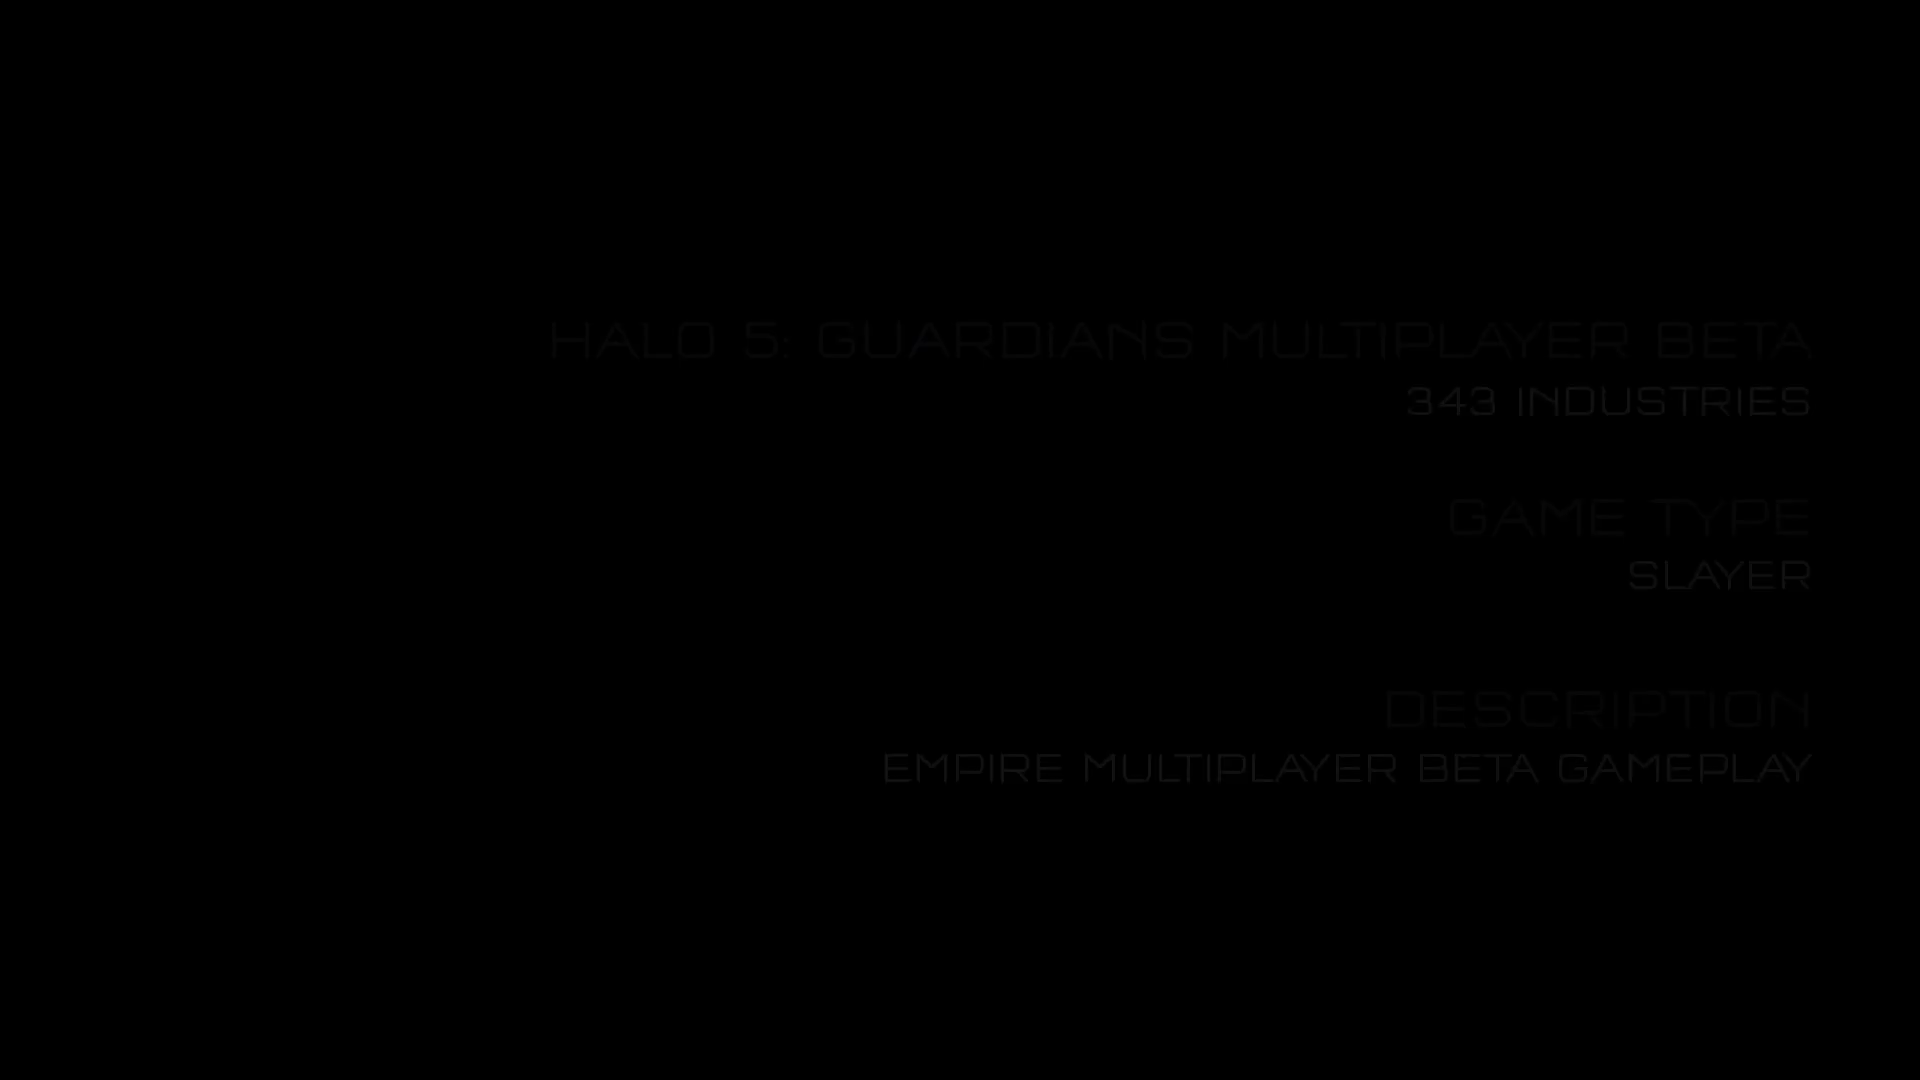 HALO 5: GUARDIANS MULTIPLAYER BETA
343 INDUSTRIES
GAME TYPE
SLAYER
DESCRIPTION
EMPIRE MULTIPLAYER BETA GAMEPLAY